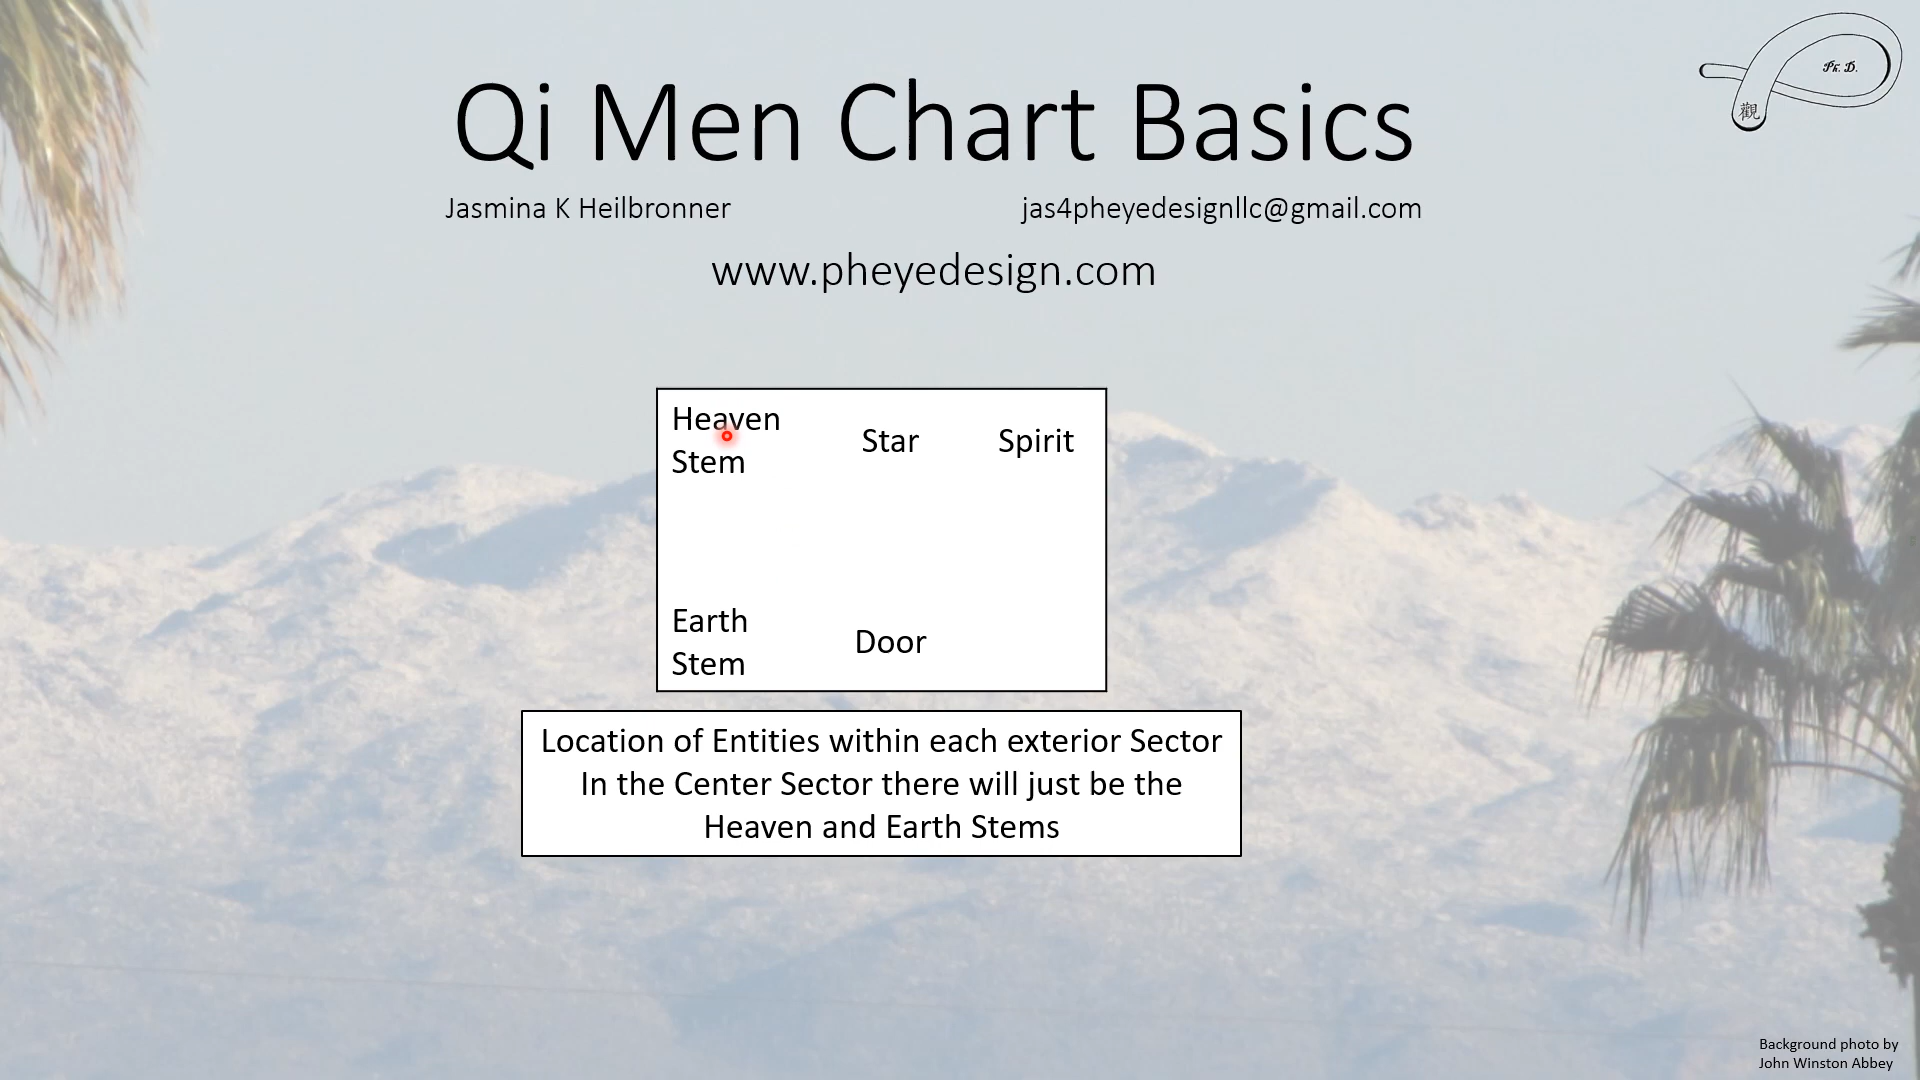 Qi Men Chart Basics
Ph. D.
觀
Jasmina K Heilbronner
jas4pheyedesignllc@gmail.com
www.pheyedesign.com
Heaven
Stem
Star
Spirit
Earth
Stem
Door
Location of Entities within each exterior Sector
In the Center Sector there will just be the
Heaven and Earth Stems
Background photo by
John Winston Abbey